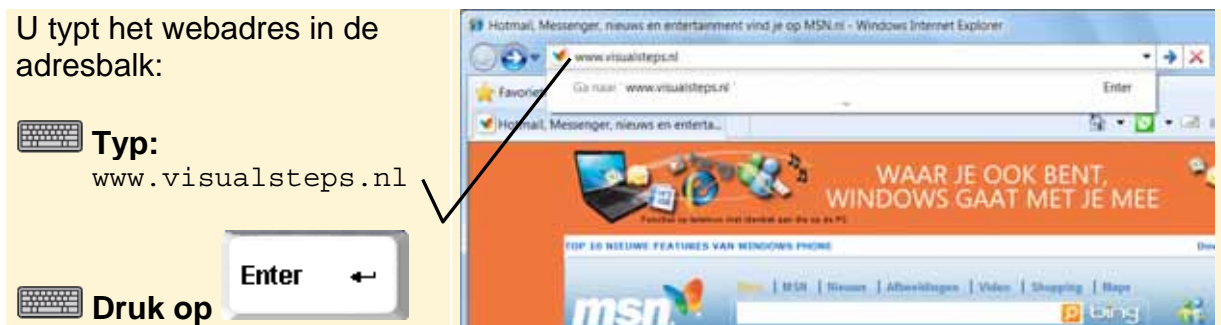 U typt het webadres in de
adresbalk:
Typ:
www.visualsteps.nl
Enter
Druk op
Hotmail, Messenger, nieuws en entertainment vind je op MSN.nl - Windows Internet Explorer
www.visualsteps.nl
Ga naar www.visualsteps.nl Enter
Favoriet
Hotmail, Messenger, nieuws en enterta...
WAAR JE OOK BENT,
WINDOWS GAAT MET JE MEE
TOP 10 NIEUWE FEATURES VAN WINDOWS PHONE
| MSN | Nieuws | Afbeeldingen | Video | Shopping | Maps
msn
bing